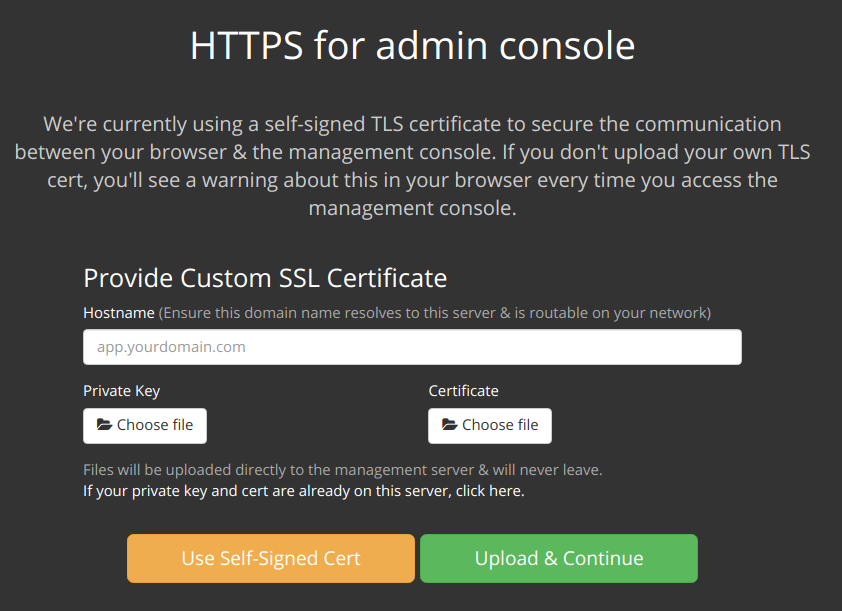 HTTPS for admin console
We're currently using a self-signed TLS certificate to secure the communication
between your browser & the management console. If you don't upload your own TLS
cert, you'll see a warning about this in your browser every time you access the
management console.
Provide Custom SSL Certificate
Hostname (Ensure this domain name resolves to this server & is routable on your network)
app.yourdomain.com
Private Key Certificate
Choose file Choose file
Files will be uploaded directly to the management server & will never leave.
If your private key and cert are already on this server, click here.
Use Self-Signed Cert Upload & Continue